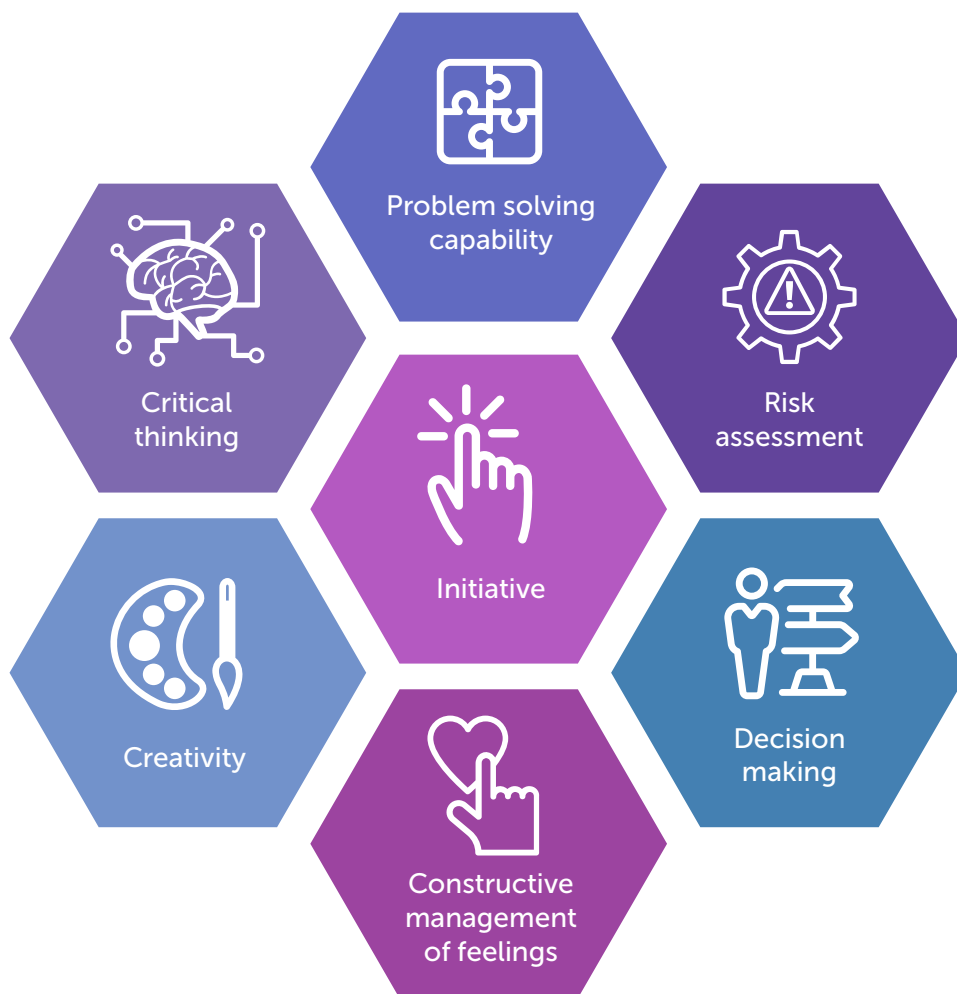 Problem solving
capability
Critical
thinking
Risk
assessment
Initiative
Creativity
Decision
making
Constructive
management
of feelings